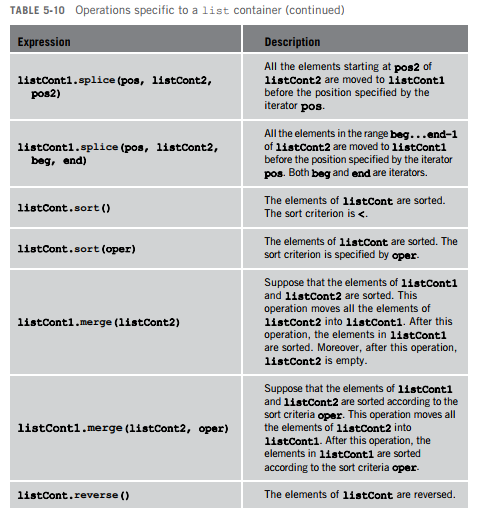 TABLE 5-10 Operations specific to a list container (continued)
Expression
Description
listCont1.splice(pos, listCont2,
pos2)
All the elements starting at pos2 of
listCont2 are moved to listCont1
before the position specified by the
iterator pos.
listCont1.splice(pos, listCont2,
beg, end)
All the elements in the range beg...end-1
of listCont2 are moved to listCont1
before the position specified by the iterator
pos. Both beg and end are iterators.
listCont.sort()
The elements of listCont are sorted.
The sort criterion is <.
listCont.sort(oper)
The elements of listCont are sorted. The
sort criterion is specified by oper.
listCont1.merge(listCont2)
Suppose that the elements of listCont1
and listCont2 are sorted. This
operation moves all the elements of
listCont2 into listCont1. After this
operation, the elements in listCont1
are sorted. Moreover, after this operation,
listCont2 is empty.
listCont1.merge(listCont2, oper)
Suppose that the elements of listCont1
and listCont2 are sorted according to the
sort criteria oper. This operation moves all
the elements of listCont2 into
listCont1. After this operation, the
elements in listCont1 are sorted
according to the sort criteria oper.
listCont.reverse()
The elements of listCont are reversed.